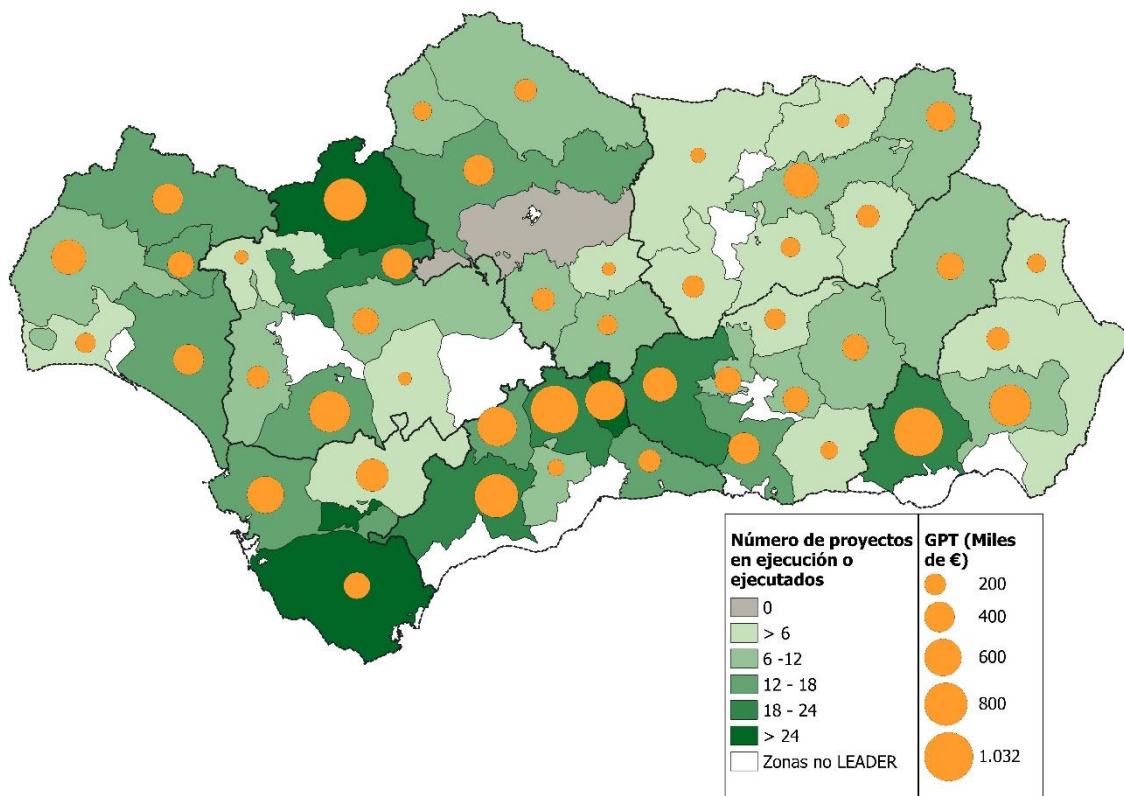 Número de proyectos
en ejecución o
ejecutados
0
> 6
6 -12
12 - 18
18 - 24
> 24
Zonas no LEADER
GPT (Miles
de €)
200
400
600
800
1.032